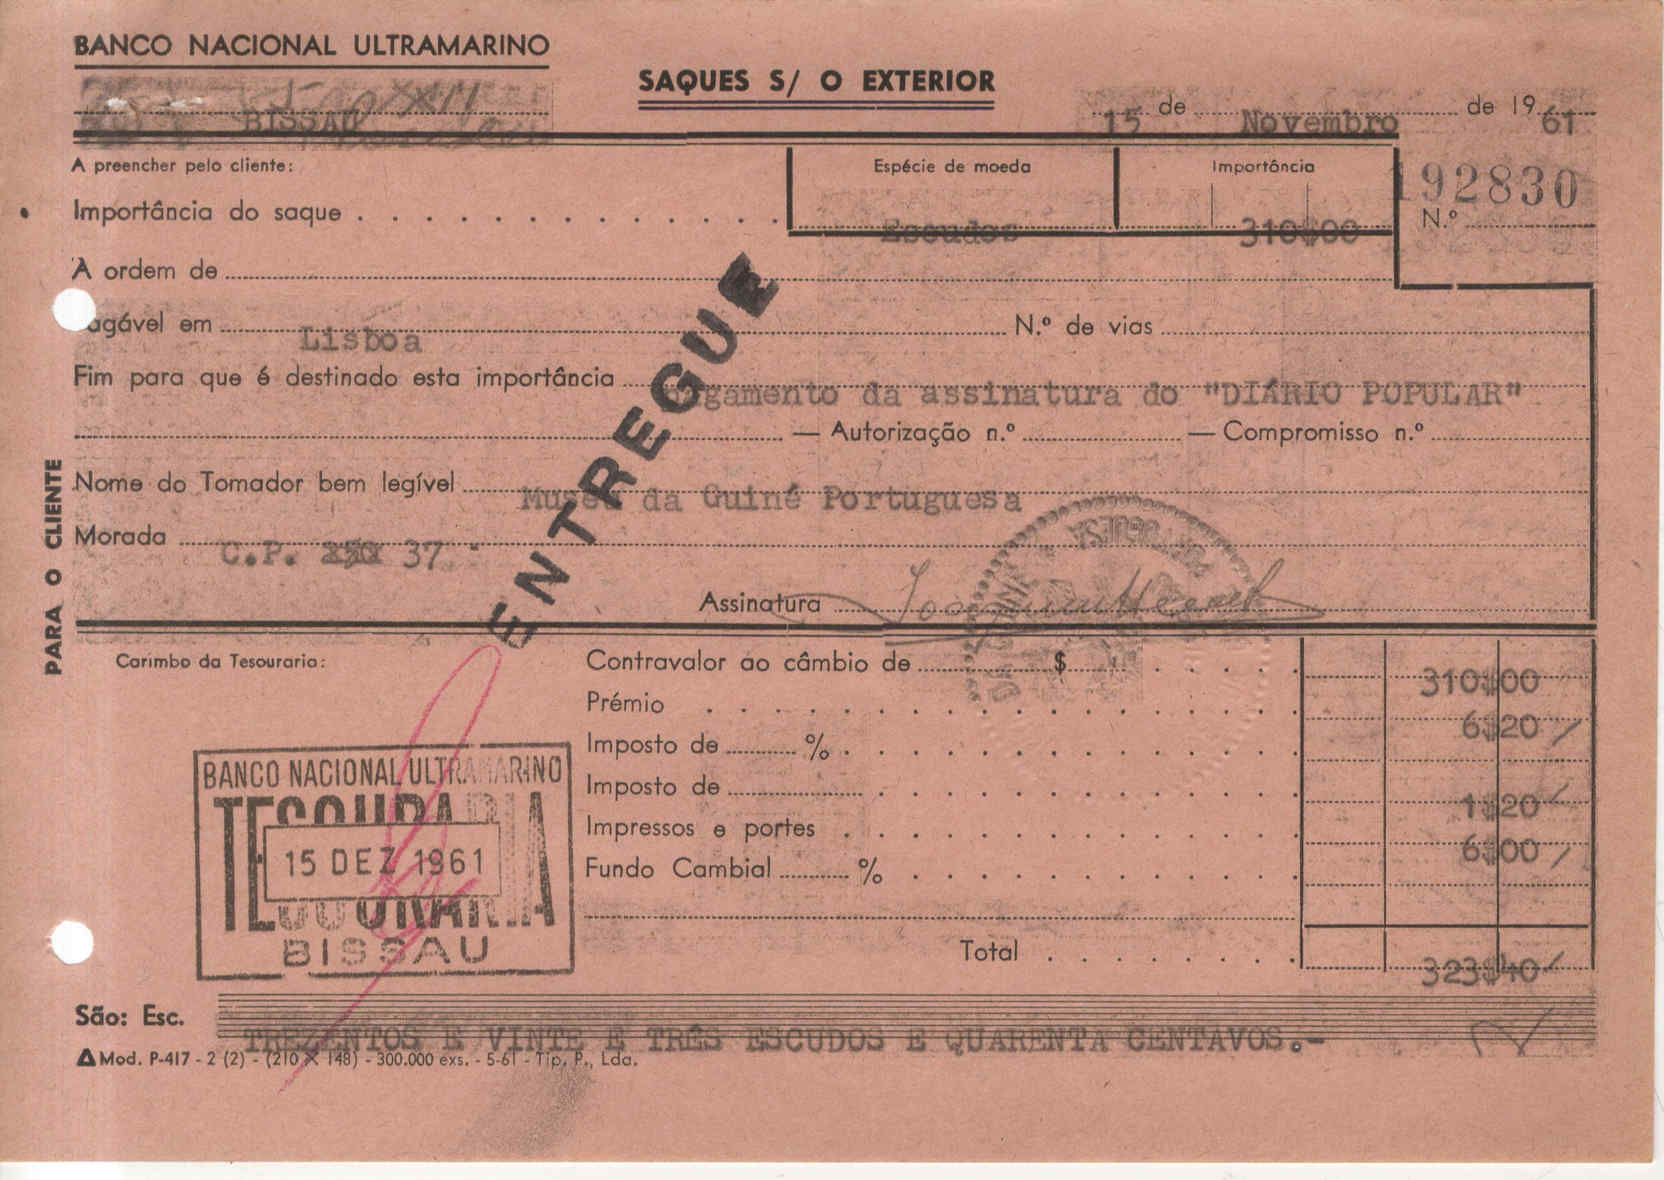 BANCO NACIONAL ULTRAMARINO
SAQUES S/ O EXTERIOR
BISSAU
15 de Novembro de 1961
A preencher pelo cliente:
Espécie de moeda
Importância
192830
Importância do saque
Escudos
310$00
N.º
À ordem de
Pagável em Lisboa N.º de vias
Fim para que é destinado esta importância pagamento da assinatura do "DIÁRIO POPULAR"
— Autorização n.º — Compromisso n.º
Nome do Tomador bem legível Museu da Guiné Portuguesa
Morada C.P. 37
Assinatura
ENTREGUE
PARA O CLIENTE
Carimbo da Tesouraria:
Contravalor ao câmbio de $ 310$00
Prémio 6$20
Imposto de %
Imposto de 1$20
Impressos e portes 6$00
Fundo Cambial %
Total 323$40
BANCO NACIONAL ULTRAMARINO
TESOURARIA
15 DEZ 1961
TESOURARIA
BISSAU
São: Esc. TREZENTOS E VINTE E TRÊS ESCUDOS E QUARENTA CENTAVOS.-
Mod. P-417 - 2 (2) - (210 X 148) - 300.000 exs. - 5-61 - Tip. P., Lda.